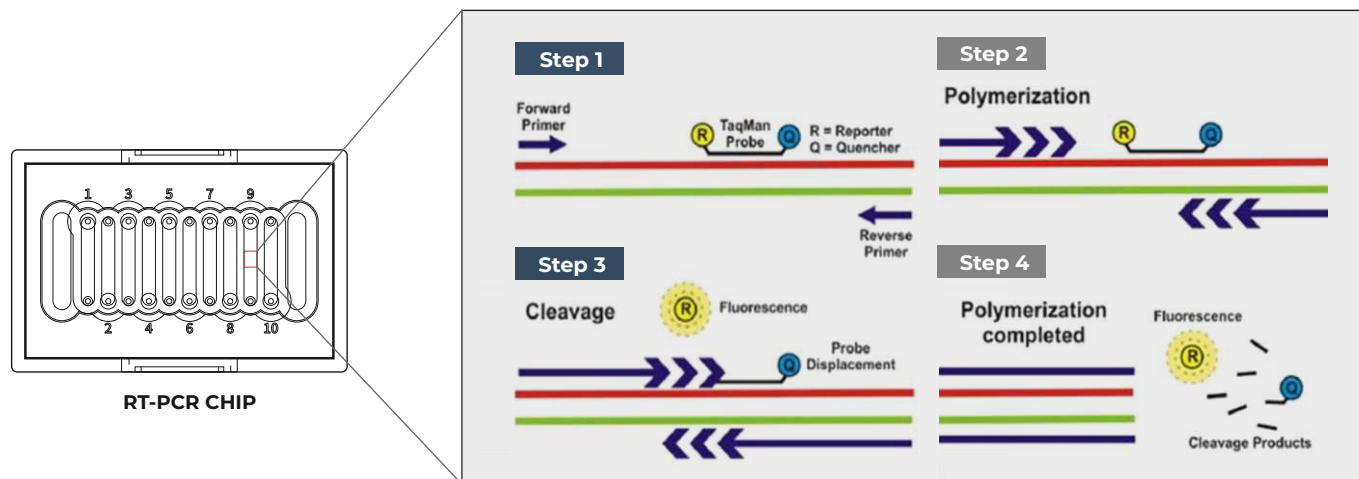 1 3 5 7 9
2 4 6 8 10
RT-PCR CHIP
Step 1
Forward
Primer
R
TaqMan
Probe
Q
R = Reporter
Q = Quencher
Reverse
Primer
Step 2
Polymerization
R
Q
Step 3
Cleavage
R
Fluorescence
Q
Probe
Displacement
Step 4
Polymerization
completed
Fluorescence
R
Q
Cleavage Products